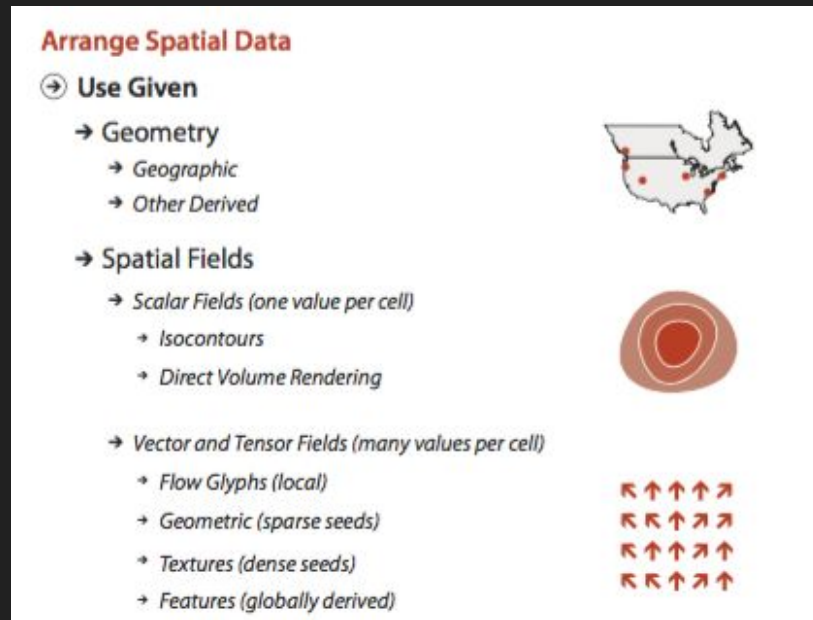 Arrange Spatial Data
→ Use Given
→ Geometry
→ Geographic
→ Other Derived
→ Spatial Fields
→ Scalar Fields (one value per cell)
→ Isocontours
→ Direct Volume Rendering
→ Vector and Tensor Fields (many values per cell)
→ Flow Glyphs (local)
→ Geometric (sparse seeds)
→ Textures (dense seeds)
→ Features (globally derived)